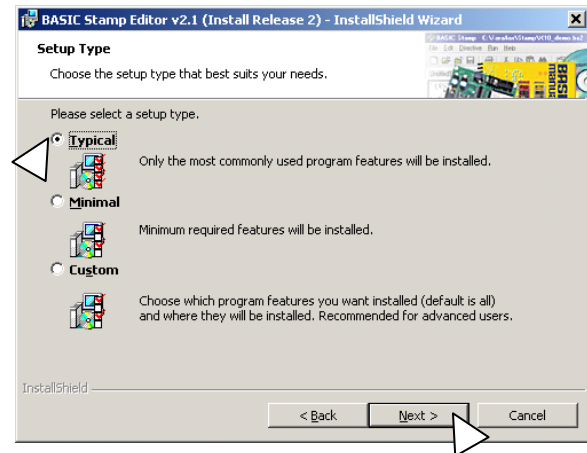 BASIC Stamp Editor v2.1 (Install Release 2) - InstallShield Wizard
Setup Type
Choose the setup type that best suits your needs.
Please select a setup type.
Typical
Only the most commonly used program features will be installed.
Minimal
Minimum required features will be installed.
Custom
Choose which program features you want installed (default is all)
and where they will be installed. Recommended for advanced users.
InstallShield
< Back
Next >
Cancel